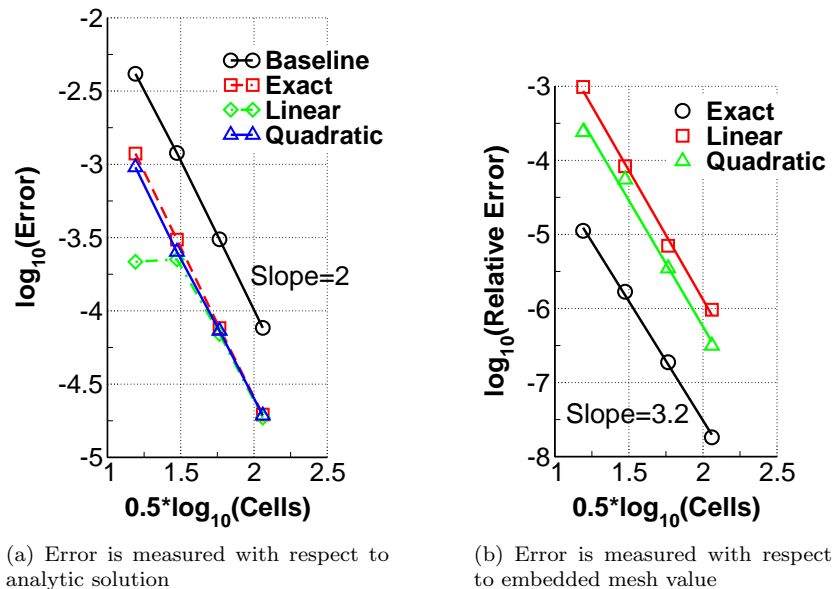 -2
-2.5
-3
-3.5
-4
-4.5
-5
log10(Error)
Baseline
Exact
Linear
Quadratic
Slope=2
1
1.5
2
2.5
0.5*log10(Cells)
(a) Error is measured with respect to
analytic solution
-3
-4
-5
-6
-7
-8
log10(Relative Error)
Exact
Linear
Quadratic
Slope=3.2
1
1.5
2
2.5
0.5*log10(Cells)
(b) Error is measured with respect
to embedded mesh value